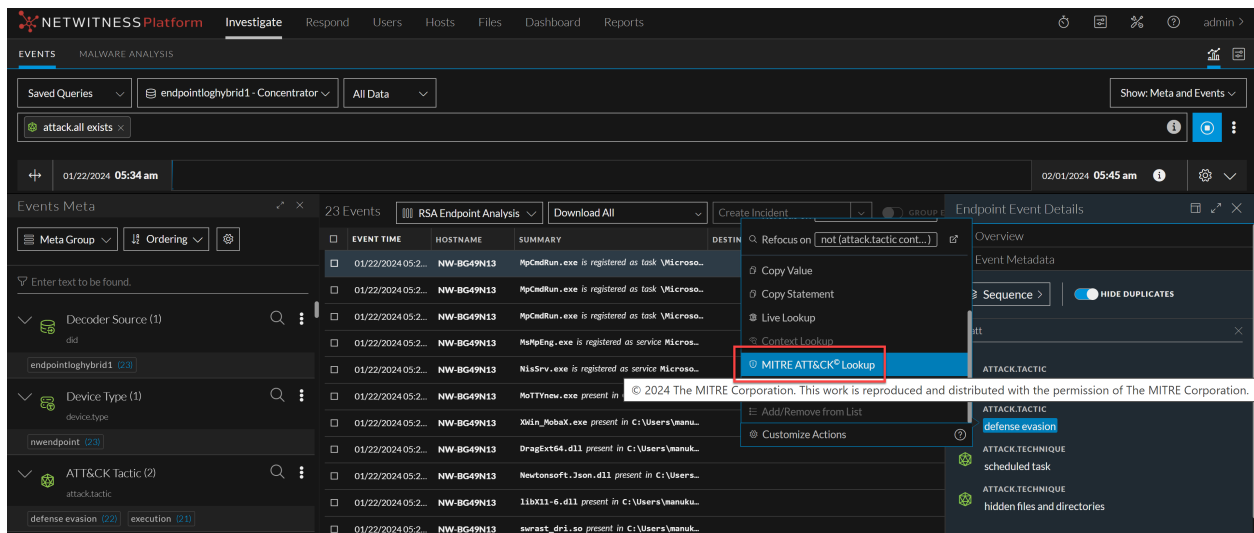 NETWITNESS Platform Investigate Respond Users Hosts Files Dashboard Reports admin >
EVENTS MALWARE ANALYSIS
Saved Queries endpointloghybrid1 - Concentrator All Data Show: Meta and Events
attack.all exists ×
01/22/2024 05:34 am 02/01/2024 05:45 am
Events Meta
Meta Group Ordering
Enter text to be found.
Decoder Source (1)
did
endpointloghybrid1 (23)
Device Type (1)
device.type
nwendpoint (23)
ATT&CK Tactic (2)
attack.tactic
defense evasion (22) execution (21)
23 Events RSA Endpoint Analysis Download All Create Incident GROUP E
EVENT TIME HOSTNAME SUMMARY DESTIN
01/22/2024 05:2... NW-BG49N13 MpCmdRun.exe is registered as task \Microso...
01/22/2024 05:2... NW-BG49N13 MpCmdRun.exe is registered as task \Microso...
01/22/2024 05:2... NW-BG49N13 MpCmdRun.exe is registered as task \Microso...
01/22/2024 05:2... NW-BG49N13 MsMpEng.exe is registered as service Micros...
01/22/2024 05:2... NW-BG49N13 NisSrv.exe is registered as service Microso...
01/22/2024 05:2... NW-BG49N13 MoTTYnew.exe present in
01/22/2024 05:2... NW-BG49N13 XWin_MobaX.exe present in C:\Users\manu...
01/22/2024 05:2... NW-BG49N13 DragExt64.dll present in C:\Users\manuk...
01/22/2024 05:2... NW-BG49N13 Newtonsoft.Json.dll present in C:\Users...
01/22/2024 05:2... NW-BG49N13 libX11-6.dll present in C:\Users\manuku...
01/22/2024 05:2... NW-BG49N13 swrast_dri.so present in C:\Users\manuk...
Refocus on not(attack.tactic cont...)
Copy Value
Copy Statement
Live Lookup
Context Lookup
MITRE ATT&CK© Lookup
© 2024 The MITRE Corporation. This work is reproduced and distributed with the permission of The MITRE Corporation.
Add/Remove from List
Customize Actions
Endpoint Event Details
Overview
Event Metadata
Sequence > HIDE DUPLICATES
att
ATTACK.TACTIC
ATTACK.TACTIC
defense evasion
ATTACK.TECHNIQUE
scheduled task
ATTACK.TECHNIQUE
hidden files and directories